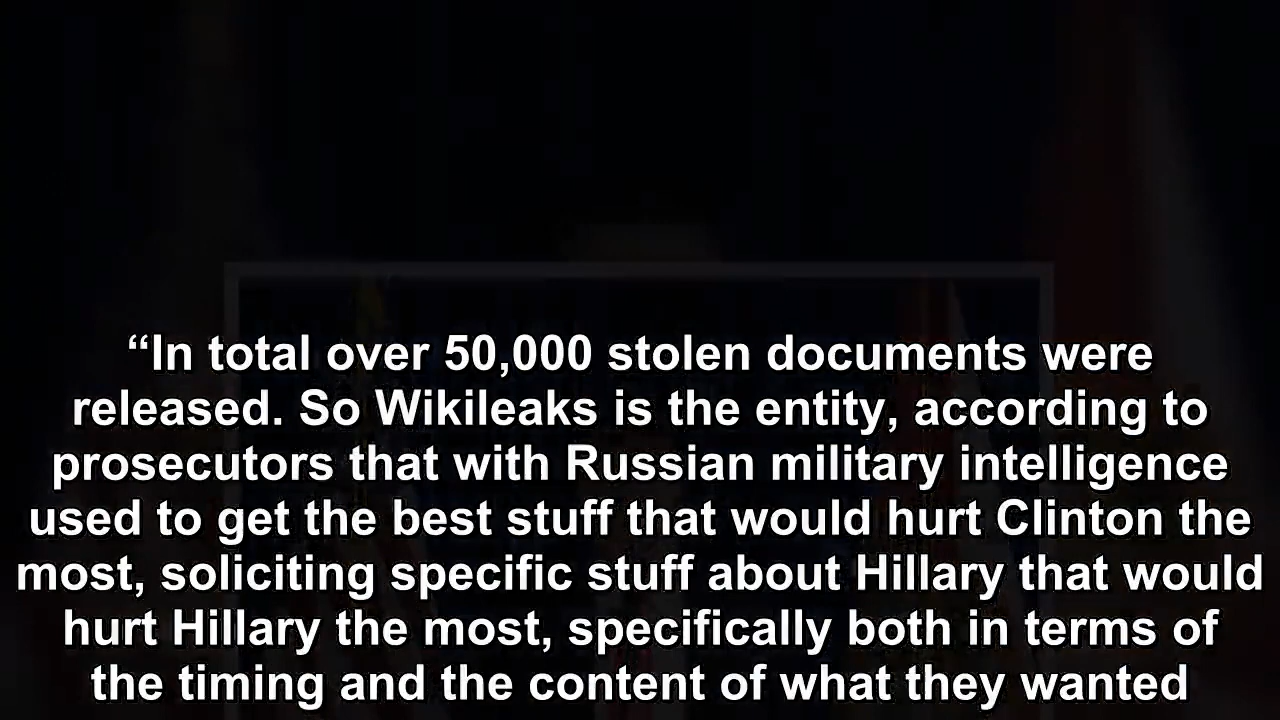 “In total over 50,000 stolen documents were
released. So Wikileaks is the entity, according to
prosecutors that with Russian military intelligence
used to get the best stuff that would hurt Clinton the
most, soliciting specific stuff about Hillary that would
hurt Hillary the most, specifically both in terms of
the timing and the content of what they wanted